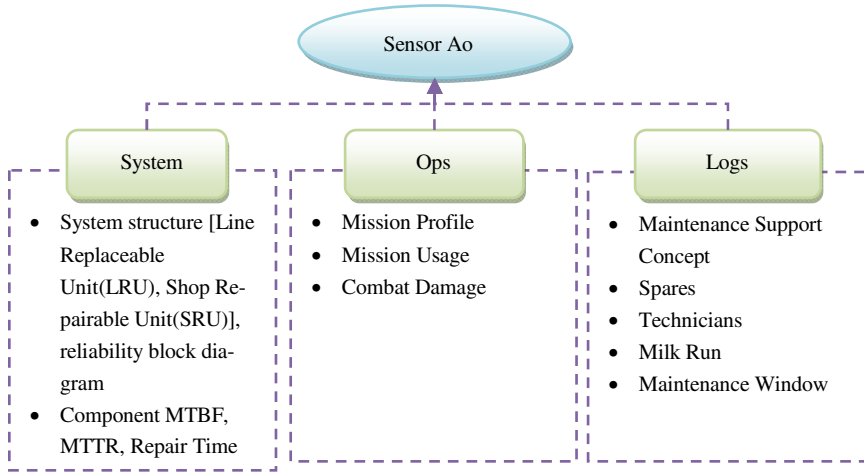 Sensor Ao
System
• System structure [Line
Replaceable
Unit(LRU), Shop Re-
pairable Unit(SRU)],
reliability block dia-
gram
• Component MTBF,
MTTR, Repair Time
Ops
• Mission Profile
• Mission Usage
• Combat Damage
Logs
• Maintenance Support
Concept
• Spares
• Technicians
• Milk Run
• Maintenance Window